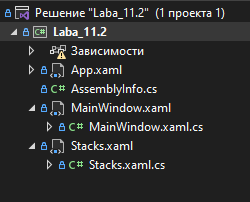 Решение "Laba_11.2" (1 проекта 1)
C# Laba_11.2
Зависимости
App.xaml
C# AssemblyInfo.cs
MainWindow.xaml
C# MainWindow.xaml.cs
Stacks.xaml
C# Stacks.xaml.cs